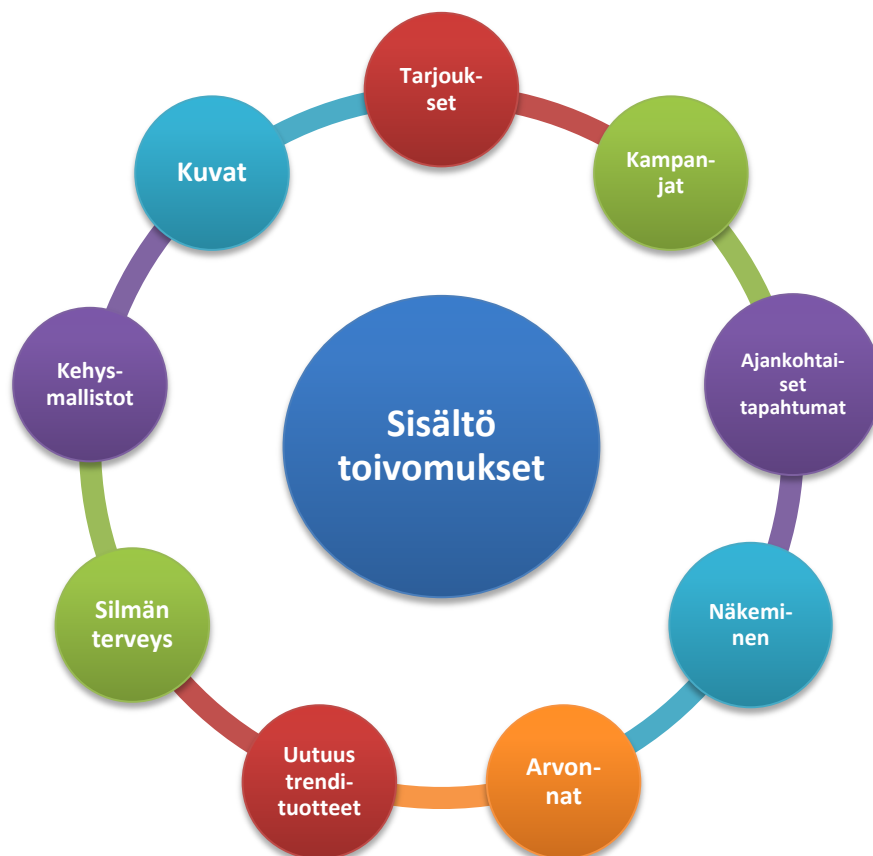 Tarjouk-
set
Kampan-
jat
Ajankohtai-
set
tapahtumat
Näkemi-
nen
Arvon-
nat
Uutuus
trendi-
tuotteet
Silmän
terveys
Kehys-
mallistot
Kuvat
Sisältö
toivomukset